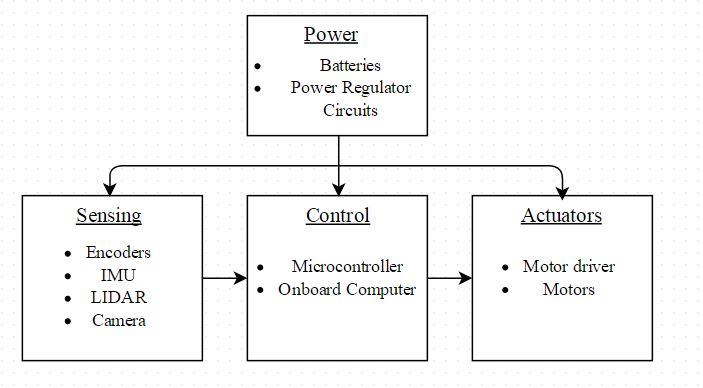 Power
Batteries
Power Regulator
Circuits
Sensing
Encoders
IMU
LIDAR
Camera
Control
Microcontroller
Onboard Computer
Actuators
Motor driver
Motors